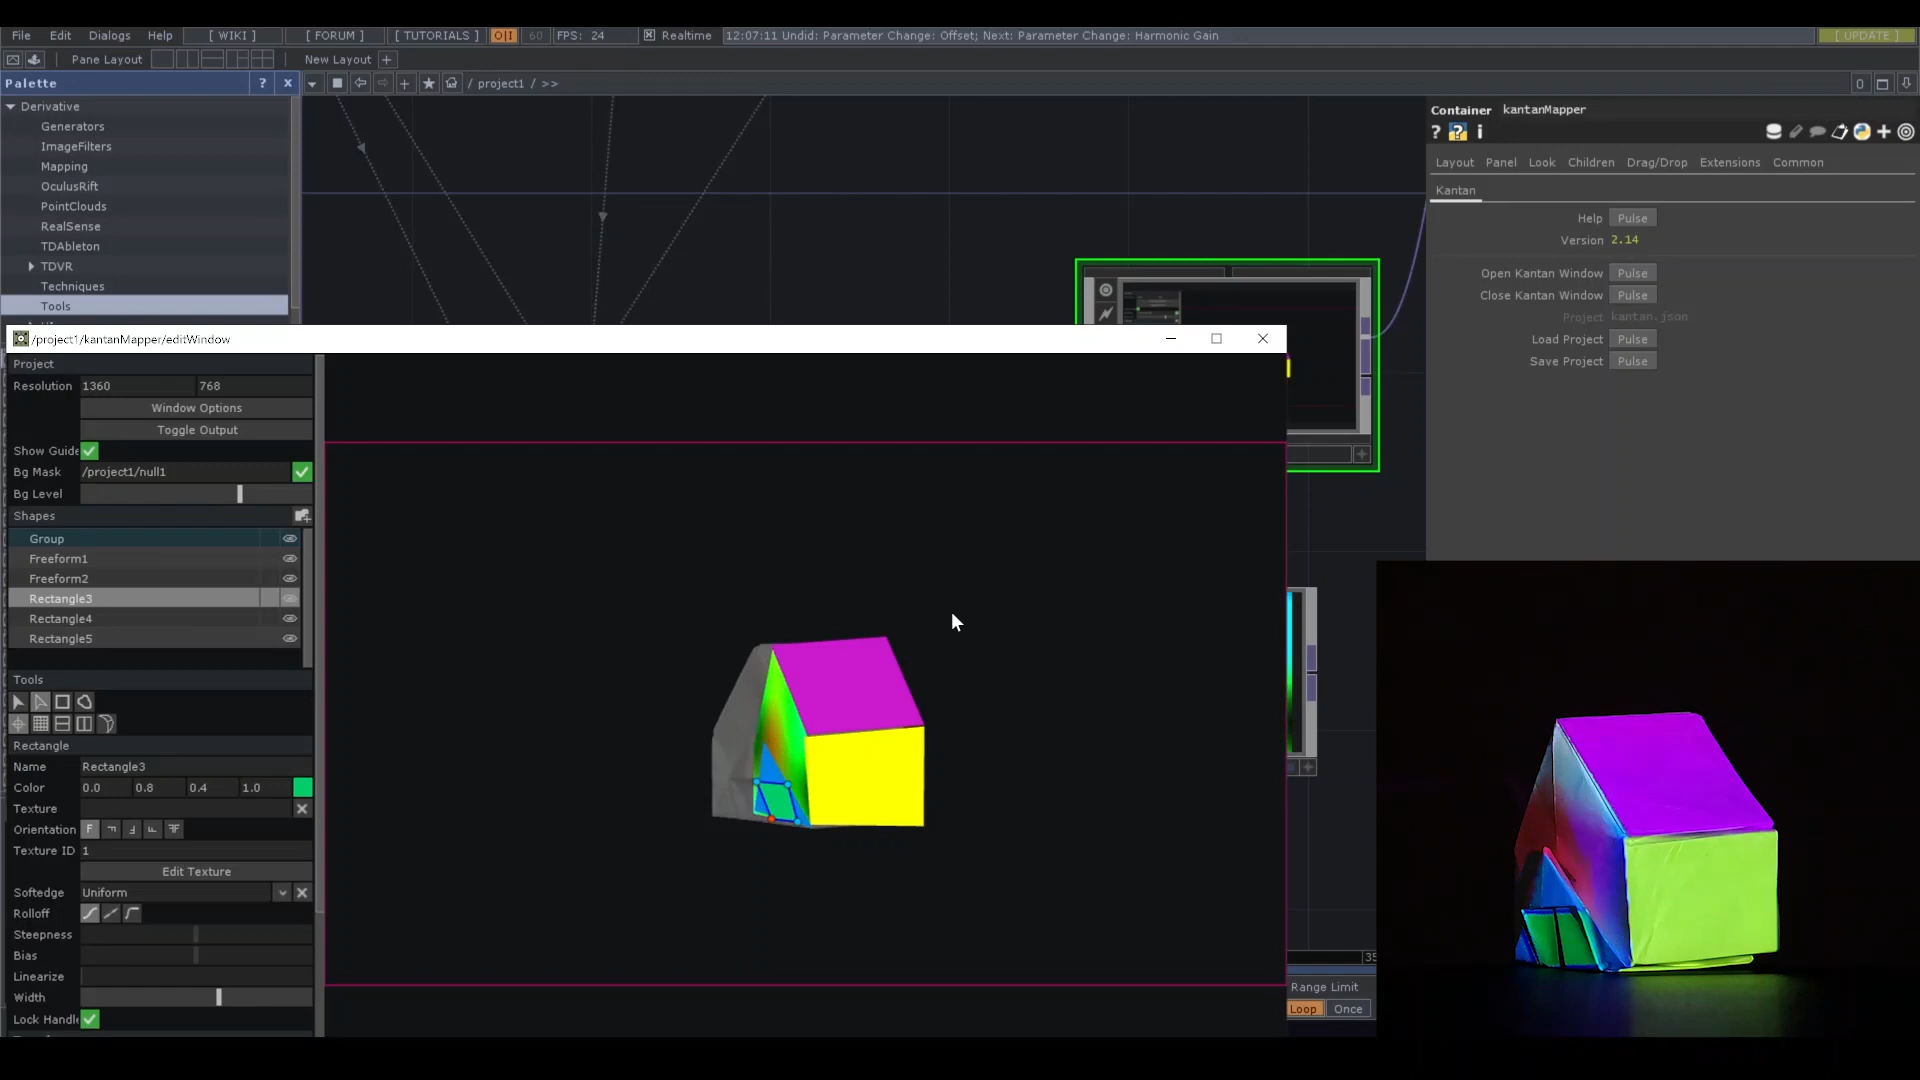 File Edit Dialogs Help [ WIKI ] [ FORUM ] [ TUTORIALS ] O|I 60 FPS: 24 Realtime 12:07:11 Undid: Parameter Change: Offset; Next: Parameter Change: Harmonic Gain [ UPDATE ]
Pane Layout New Layout +
Palette ? x / project1 / >> 0
Derivative
Generators
ImageFilters
Mapping
OculusRift
PointClouds
RealSense
TDAbleton
TDVR
Techniques
Tools
Container kantanMapper
? ? i
Layout Panel Look Children Drag/Drop Extensions Common
Kantan
Help Pulse
Version 2.14
Open Kantan Window Pulse
Close Kantan Window Pulse
Project kantan.json
Load Project Pulse
Save Project Pulse
/project1/kantanMapper/editWindow
Project
Resolution 1360 768
Window Options
Toggle Output
Show Guide
Bg Mask /project1/null1
Bg Level
Shapes
Group
Freeform1
Freeform2
Rectangle3
Rectangle4
Rectangle5
Tools
Rectangle
Name Rectangle3
Color 0.0 0.8 0.4 1.0
Texture
Orientation F
Texture ID 1
Edit Texture
Softedge Uniform
Rolloff
Steepness
Bias
Linearize
Width
Lock Handl
35
Range Limit
Loop Once